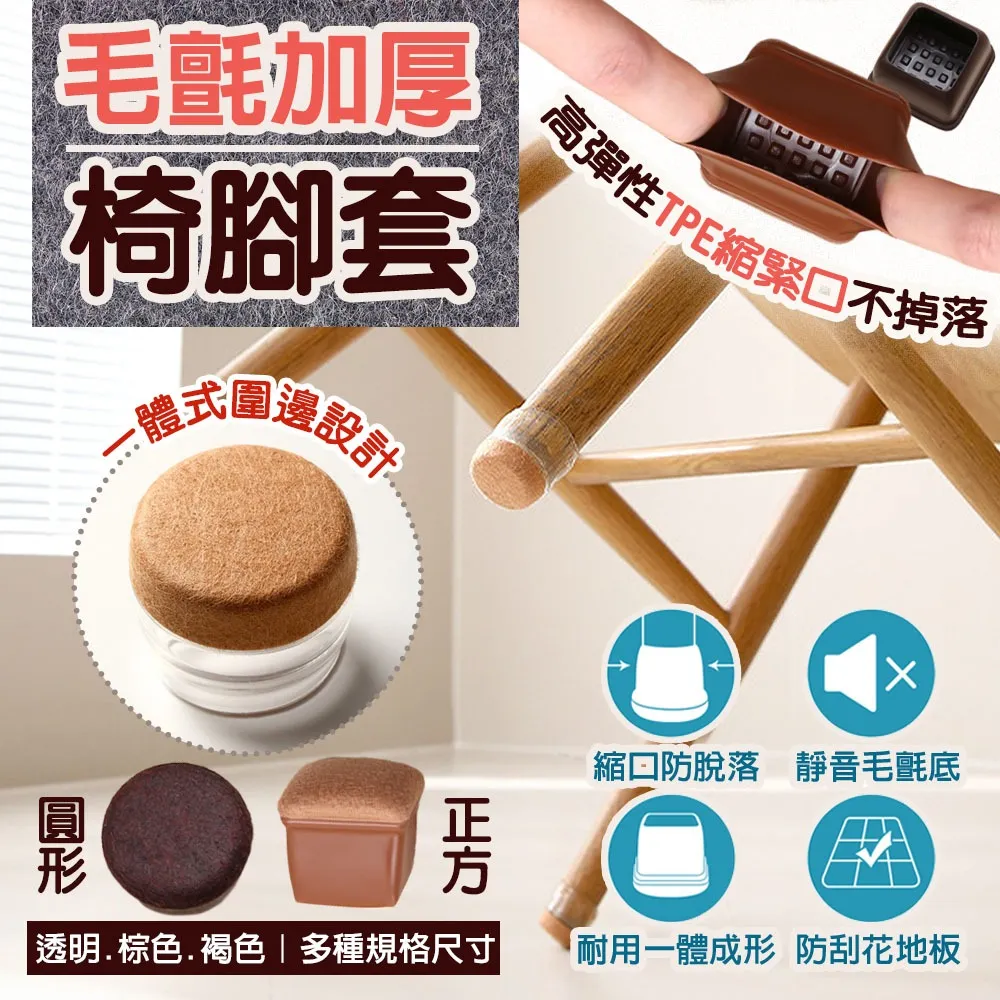 毛氈加厚
椅腳套
高彈性TPE縮緊口不掉落
一體式圍邊設計
縮口防脫落
靜音毛氈底
圓形
正方
耐用一體成形
防刮花地板
透明.棕色.褐色|多種規格尺寸